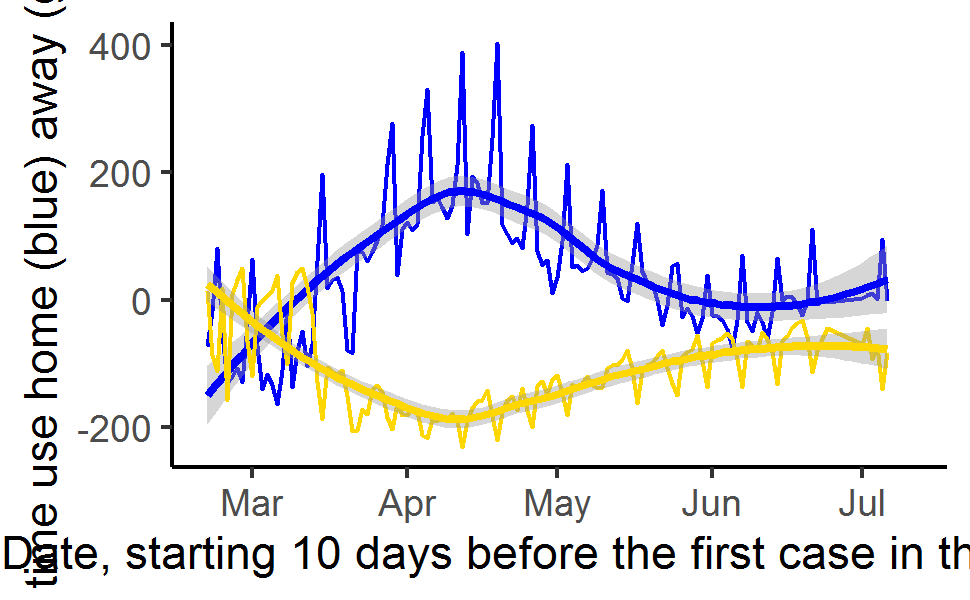 time use home (blue) away (
400
200
0
-200
Mar Apr May Jun Jul
Date, starting 10 days before the first case in th